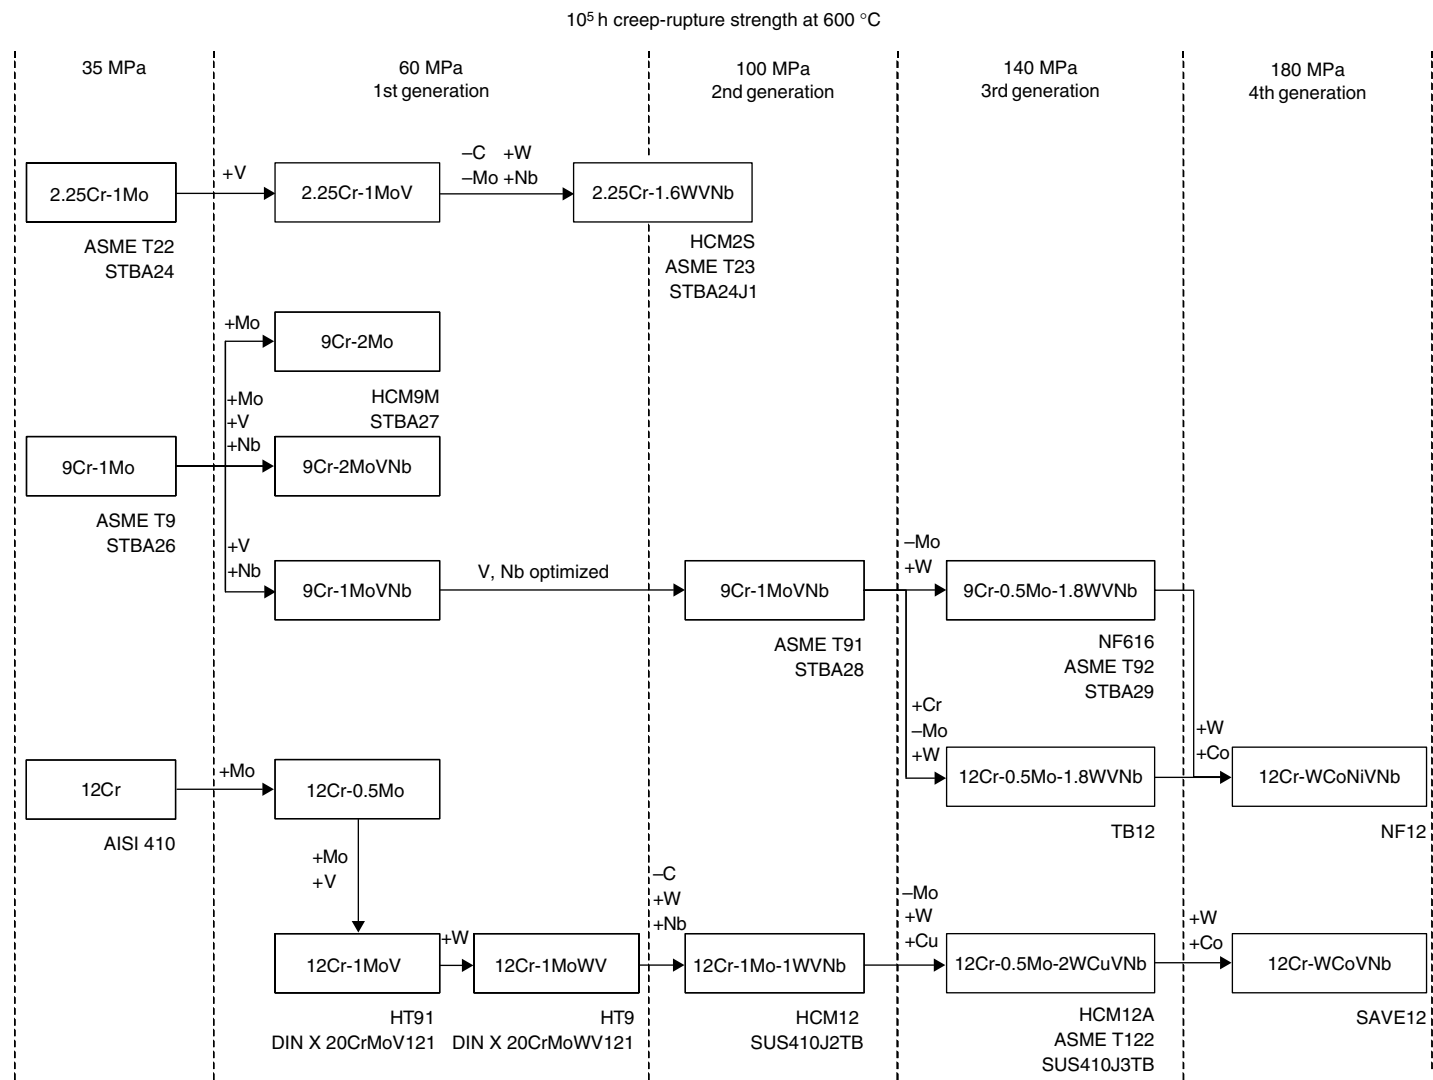 10⁵ h creep-rupture strength at 600 °C
35 MPa
60 MPa
1st generation
100 MPa
2nd generation
140 MPa
3rd generation
180 MPa
4th generation
2.25Cr-1Mo
ASME T22
STBA24
+V
2.25Cr-1MoV
–C +W
–Mo +Nb
2.25Cr-1.6WVNb
HCM2S
ASME T23
STBA24J1
9Cr-1Mo
ASME T9
STBA26
+Mo
9Cr-2Mo
HCM9M
STBA27
+Mo
+V
+Nb
9Cr-2MoVNb
+V
+Nb
9Cr-1MoVNb
V, Nb optimized
9Cr-1MoVNb
ASME T91
STBA28
–Mo
+W
9Cr-0.5Mo-1.8WVNb
NF616
ASME T92
STBA29
+Cr
–Mo
+W
12Cr-0.5Mo-1.8WVNb
TB12
+W
+Co
12Cr-WCoNiVNb
NF12
12Cr
AISI 410
+Mo
12Cr-0.5Mo
+Mo
+V
12Cr-1MoV
HT91
DIN X 20CrMoV121
+W
12Cr-1MoWV
HT9
DIN X 20CrMoWV121
–C
+W
+Nb
12Cr-1Mo-1WVNb
HCM12
SUS410J2TB
–Mo
+W
+Cu
12Cr-0.5Mo-2WCuVNb
HCM12A
ASME T122
SUS410J3TB
+W
+Co
12Cr-WCoVNb
SAVE12